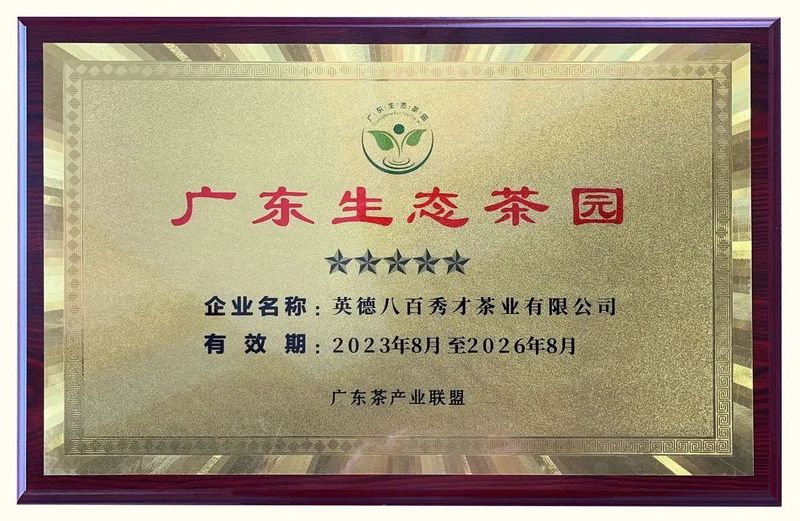 广东生态茶园
广东生态茶园
企业名称：英德八百秀才茶业有限公司
有效期：2023年8月至2026年8月
广东茶产业联盟